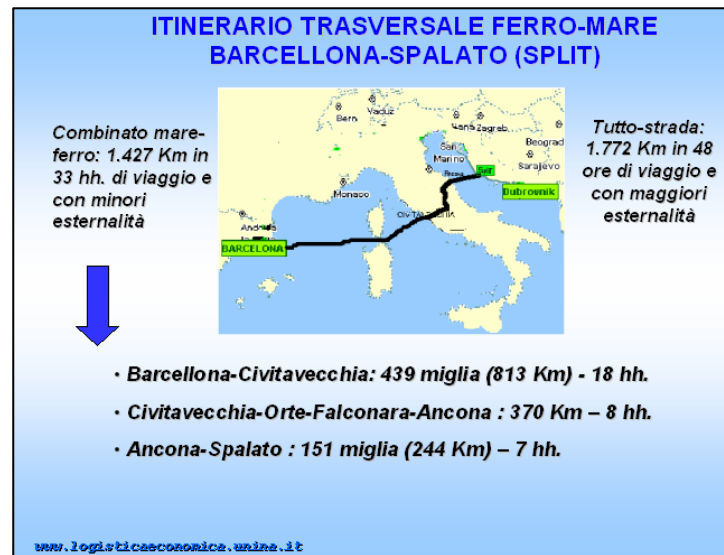 ITINERARIO TRASVERSALE FERRO-MARE
BARCELLONA-SPALATO (SPLIT)
Combinato mare-
ferro: 1.427 Km in
33 hh. di viaggio e
con minori
esternalità
Bern
Vaduz
Zagreb
Beograd
San
Marino
Sarajevo
Monaco
Split
Dubrovnik
BARCELONA
Tutto-strada:
1.772 Km in 48
ore di viaggio e
con maggiori
esternalità
· Barcellona-Civitavecchia: 439 miglia (813 Km) - 18 hh.
· Civitavecchia-Orte-Falconara-Ancona : 370 Km – 8 hh.
· Ancona-Spalato : 151 miglia (244 Km) – 7 hh.
www.logisticaeconomica.unina.it